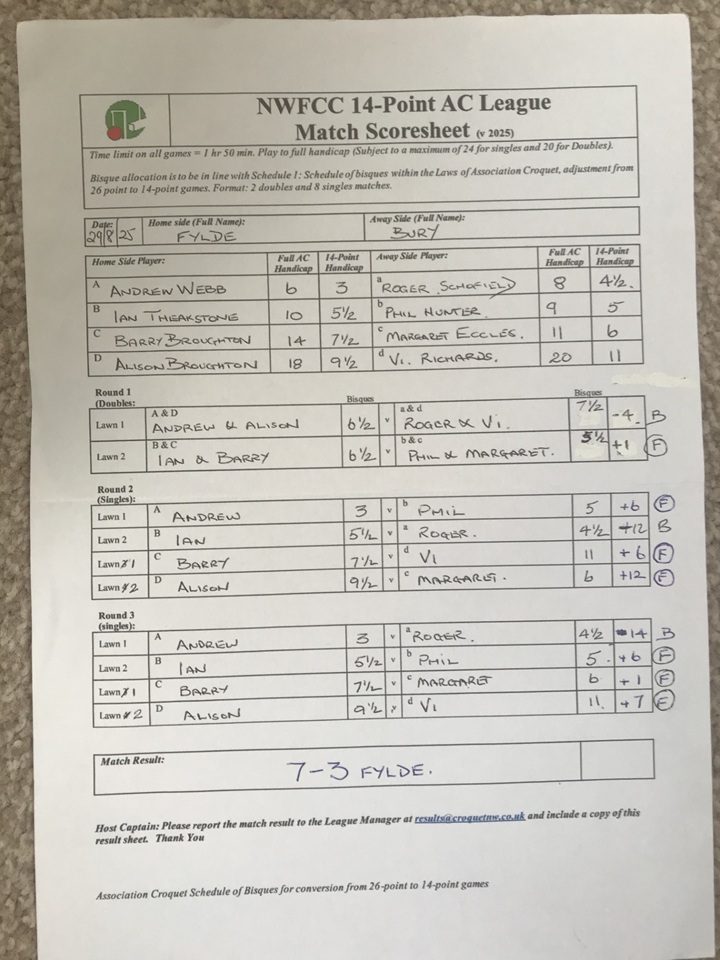 NWFCC 14-Point AC League
Match Scoresheet (v 2025)
Time limit on all games = 1 hr 50 min. Play to full handicap (Subject to a maximum of 24 for singles and 20 for Doubles).
Bisque allocation is to be in line with Schedule 1: Schedule of bisques within the Laws of Association Croquet, adjustment from
26 point to 14-point games. Format: 2 doubles and 8 singles matches.
Date: Home side (Full Name): Away Side (Full Name):
29/8/25 FYLDE BURY
Home Side Player: Full AC Handicap 14-Point Handicap Away Side Player: Full AC Handicap 14-Point Handicap
A ANDREW WEBB 6 3 a ROGER SCHOFIELD 8 4½
B IAN THEAKSTONE 10 5½ b PHIL HUNTER 9 5
C BARRY BROUGHTON 14 7½ c MARGARET ECCLES. 11 6
D ALISON BROUGHTON 18 9½ d VI. RICHARDS. 20 11
Round 1
(Doubles: Bisques Bisques
Lawn 1 A & D ANDREW & ALISON 6½ v a & d ROGER & VI. 7½ -4 B
Lawn 2 B & C IAN & BARRY 6½ v b & c PHIL & MARGARET. 5½ +1 F
Round 2
(Singles):
Lawn 1 A ANDREW 3 v b PHIL 5 +6 F
Lawn 2 B IAN 5½ v a ROGER. 4½ -12 B
Lawn 1 C BARRY 7½ v d VI 11 +6 F
Lawn 2 D ALISON 9½ v c MARGARET. 6 +12 F
Round 3
(singles):
Lawn 1 A ANDREW 3 v a ROGER. 4½ -14 B
Lawn 2 B IAN 5½ v b PHIL 5. +6 F
Lawn 1 C BARRY 7½ v c MARGARET 6 +1 F
Lawn 2 D ALISON 9½ v d VI 11. +7 F
Match Result: 7-3 FYLDE.
Host Captain: Please report the match result to the League Manager at results@croquetnw.co.uk and include a copy of this
result sheet. Thank You
Association Croquet Schedule of Bisques for conversion from 26-point to 14-point games